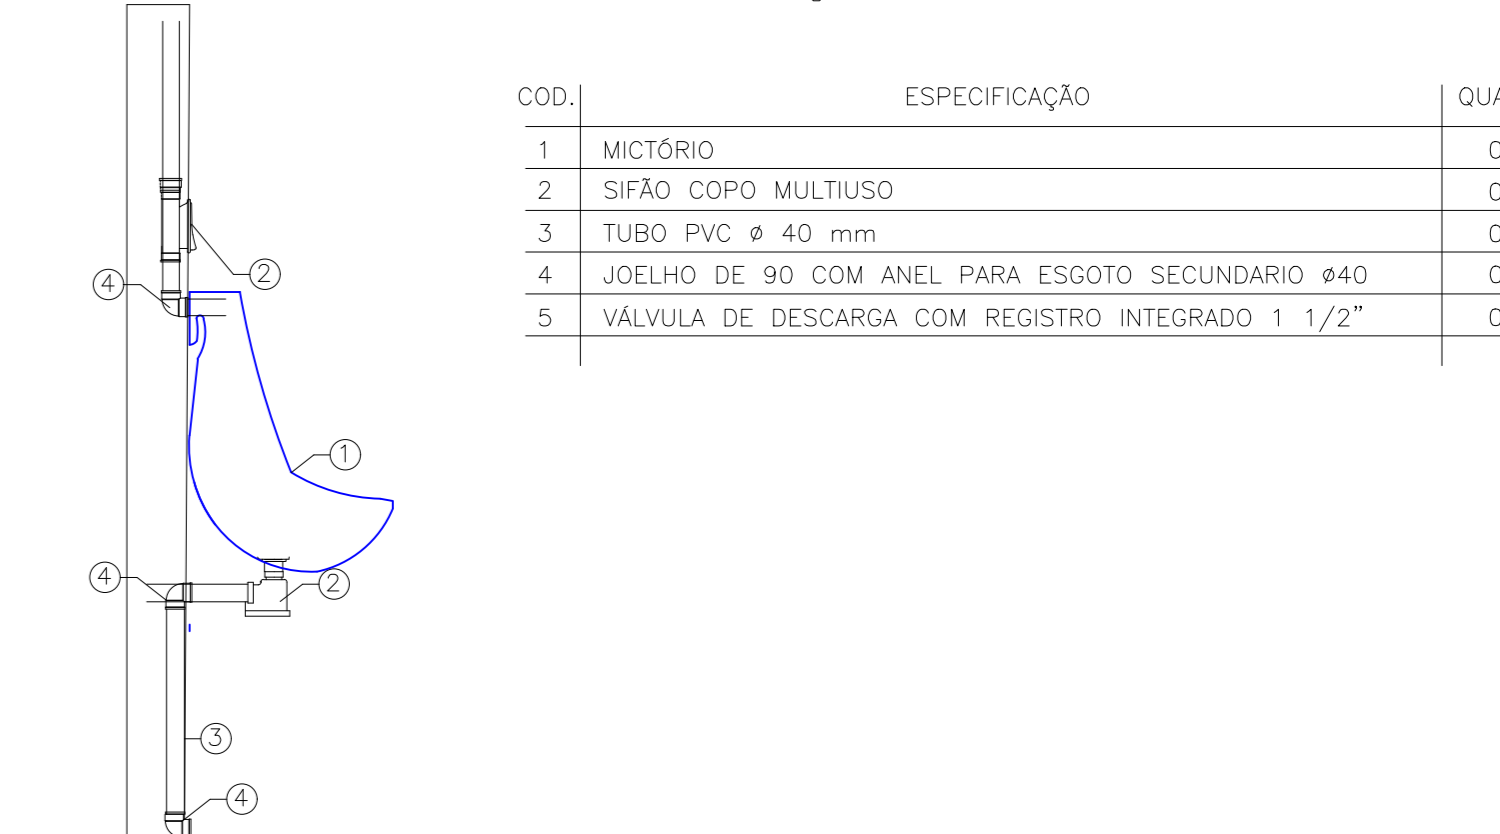 COD. ESPECIFICAÇÃO
1 MICTÓRIO
2 SIFÃO COPO MULTIUSO
3 TUBO PVC ø 40 mm
4 JOELHO DE 90 COM ANEL PARA ESGOTO SECUNDARIO ø40
5 VÁLVULA DE DESCARGA COM REGISTRO INTEGRADO 1 1/2”
2
4
1
4
2
3
4